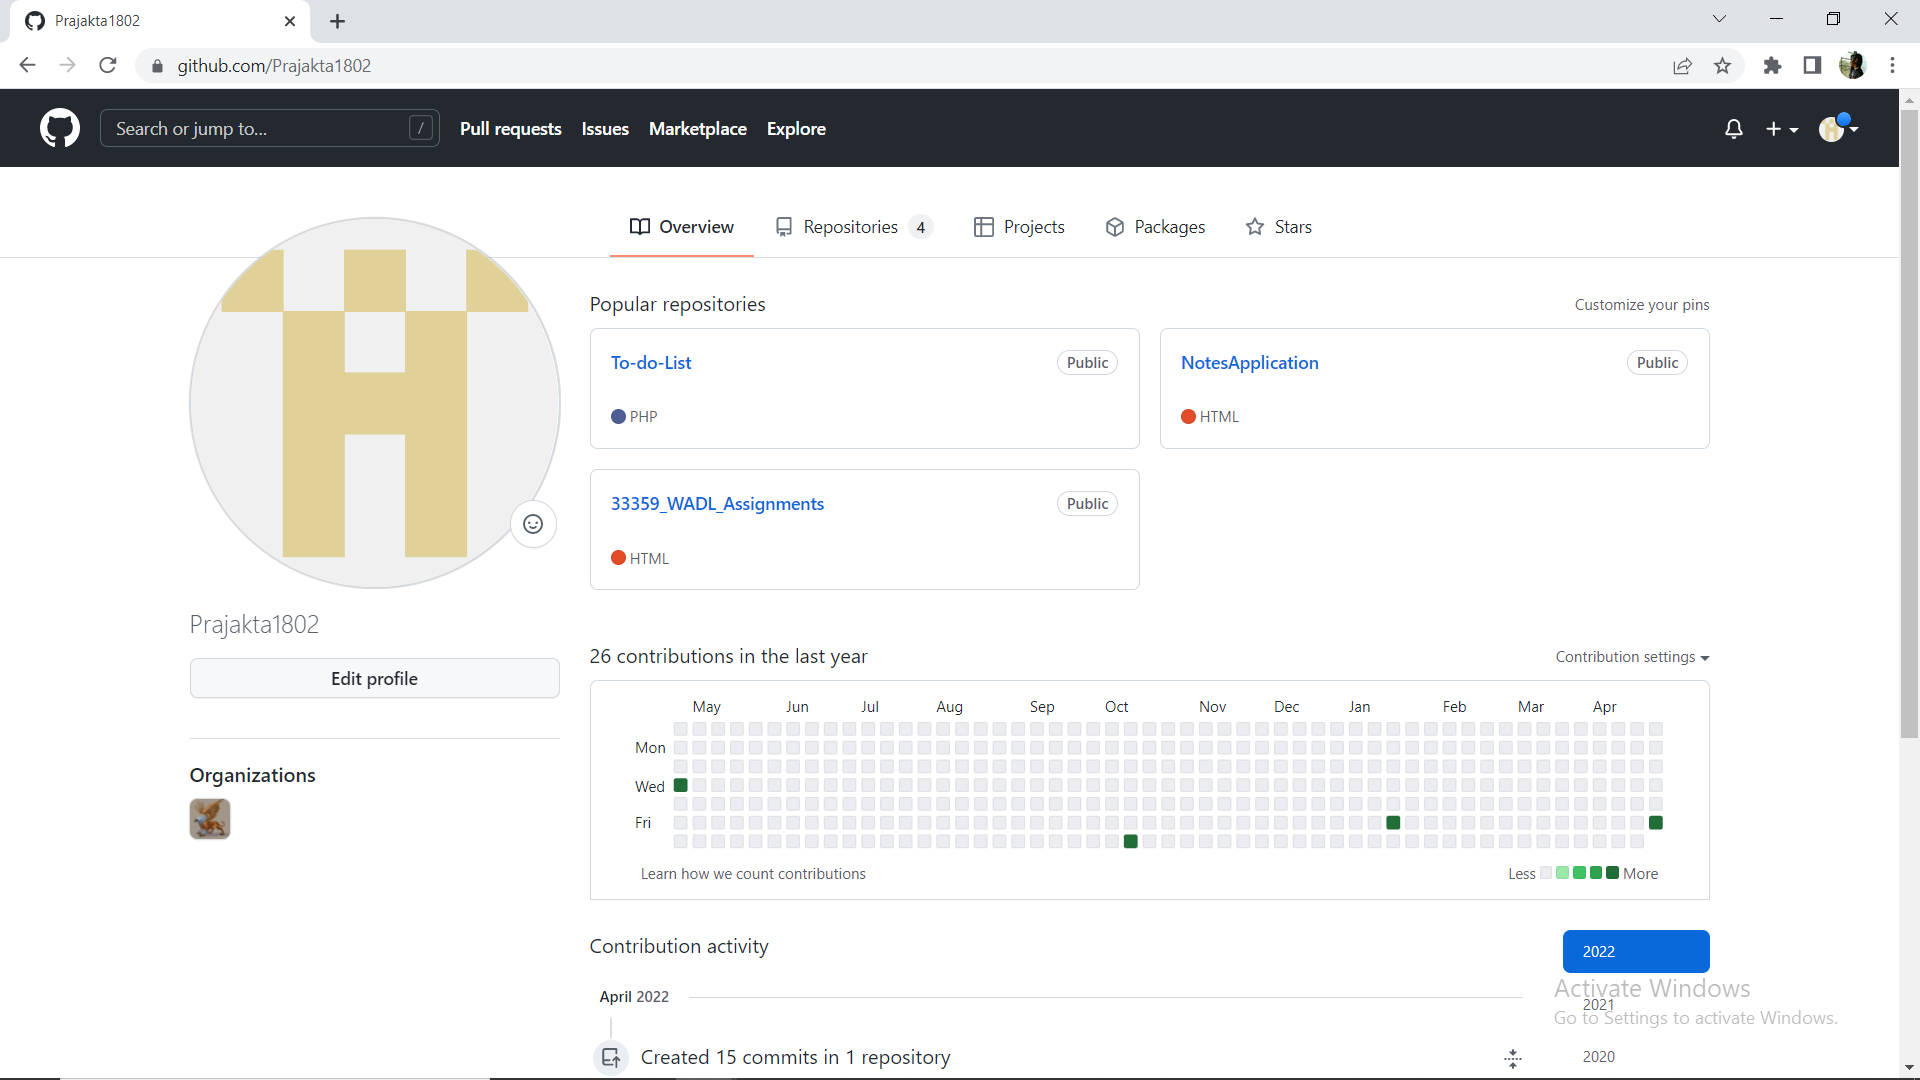 Prajakta1802
github.com/Prajakta1802
Search or jump to... / Pull requests Issues Marketplace Explore
Overview Repositories 4 Projects Packages Stars
Popular repositories Customize your pins
To-do-List Public NotesApplication Public
PHP HTML
33359_WADL_Assignments Public
HTML
Prajakta1802
Edit profile
Organizations
26 contributions in the last year Contribution settings
May Jun Jul Aug Sep Oct Nov Dec Jan Feb Mar Apr
Mon
Wed
Fri
Learn how we count contributions Less More
Contribution activity
2022
April 2022
Activate Windows
2021
Go to Settings to activate Windows.
Created 15 commits in 1 repository
2020